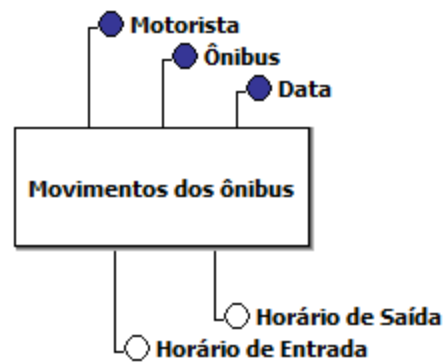 Motorista
Ônibus
Data
Movimentos dos ônibus
Horário de Saída
Horário de Entrada